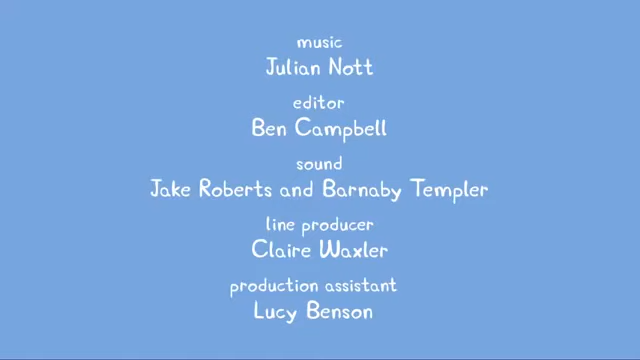 music
Julian Nott
editor
Ben Campbell
sound
Jake Roberts and Barnaby Templer
line producer
Claire Waxler
production assistant
Lucy Benson